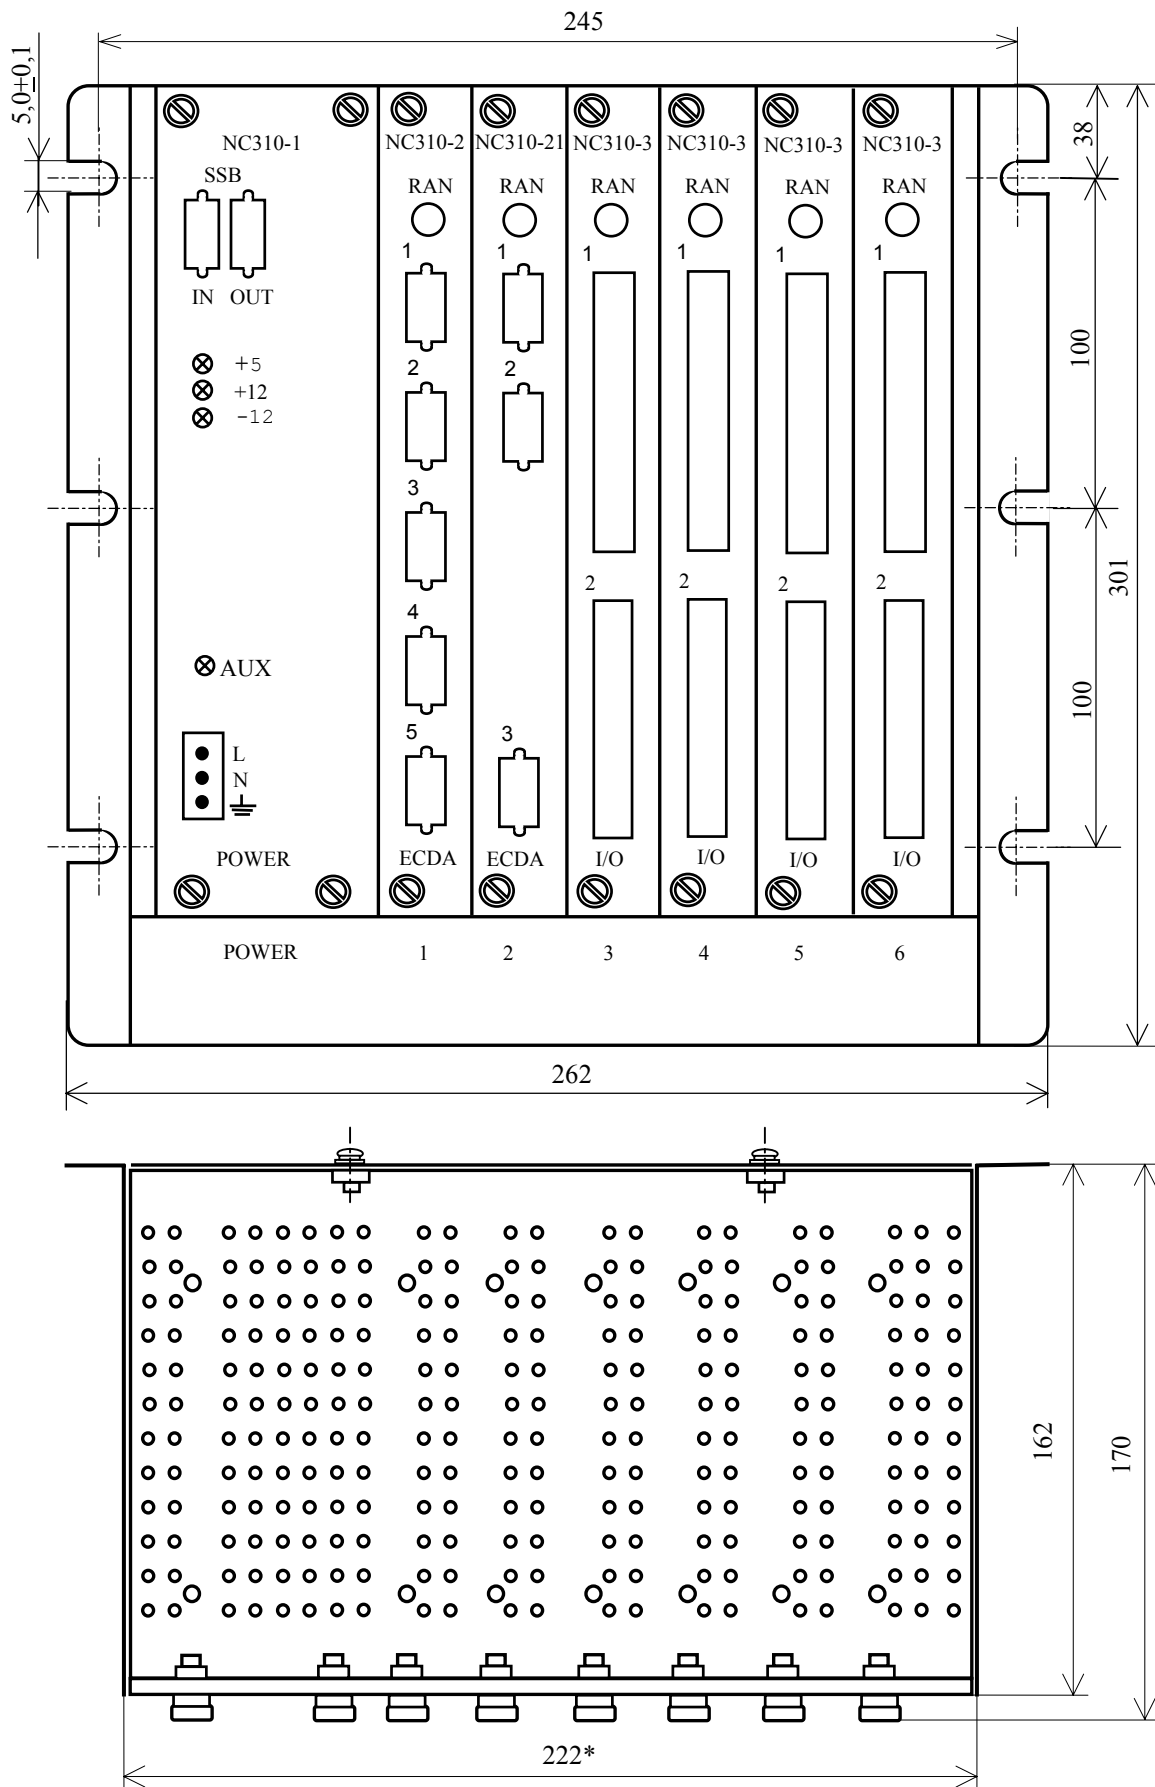 245
5,0±0,1
38
NC310-1
NC310-2
NC310-21
NC310-3
NC310-3
NC310-3
NC310-3
SSB
RAN
RAN
RAN
RAN
RAN
RAN
IN
OUT
1
1
1
1
1
1
+5
+12
-12
100
2
2
3
301
4
2
2
2
2
AUX
100
5
3
L
N
POWER
ECDA
ECDA
I/O
I/O
I/O
I/O
POWER
1
2
3
4
5
6
262
162
170
222*